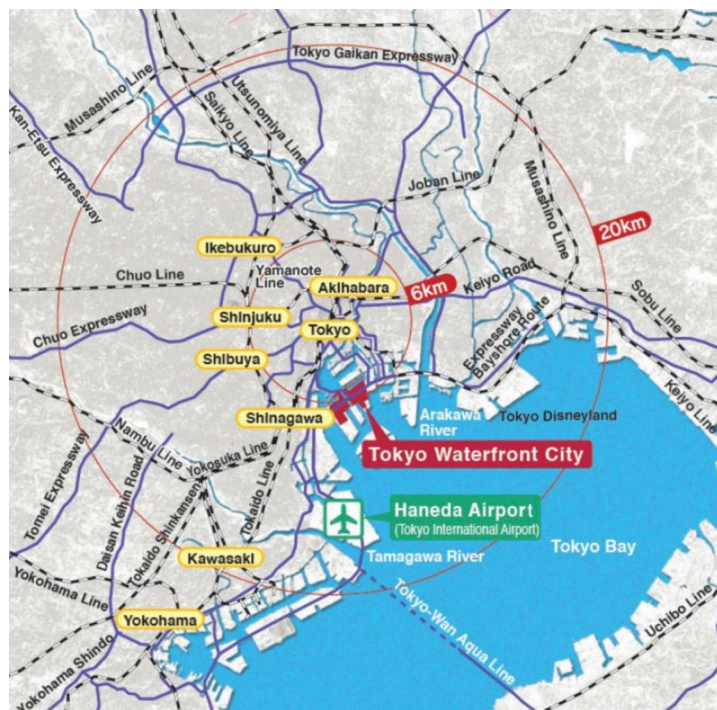 Tokyo Gaikan Expressway
Musashino Line
Utsunomiya Line
Saikyo Line
Kan-Etsu Expressway
Joban Line
Musashino Line
20km
Ikebukuro
Yamanote
Line
Chuo Line
Akihabara
6km
Keiyo Road
Sobu Line
Shinjuku
Tokyo
Chuo Expressway
Expressway
Bayshore Route
Shibuya
Keiyo Line
Shinagawa
Arakawa
River
Tokyo Disneyland
Tokyo Waterfront City
Nambu Line
Yokosuka Line
Tomei Expressway
Daisan Keihin Road
Tokaido Shinkansen
Tokaido Line
Haneda Airport
(Tokyo International Airport)
Kawasaki
Tamagawa River
Tokyo Bay
Yokohama Line
Tokyo-Wan Aqua Line
Uchibo Line
Yokohama
Yokohama Shindo